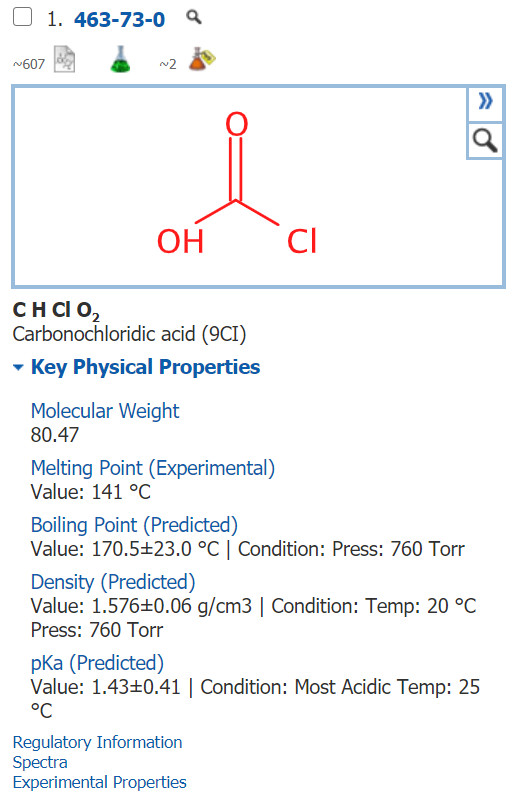 1. 463-73-0
~607 ~2
O
OH Cl
C H Cl O₂
Carbonochloridic acid (9CI)
Key Physical Properties
Molecular Weight
80.47
Melting Point (Experimental)
Value: 141 °C
Boiling Point (Predicted)
Value: 170.5±23.0 °C | Condition: Press: 760 Torr
Density (Predicted)
Value: 1.576±0.06 g/cm3 | Condition: Temp: 20 °C
Press: 760 Torr
pKa (Predicted)
Value: 1.43±0.41 | Condition: Most Acidic Temp: 25
°C
Regulatory Information
Spectra
Experimental Properties